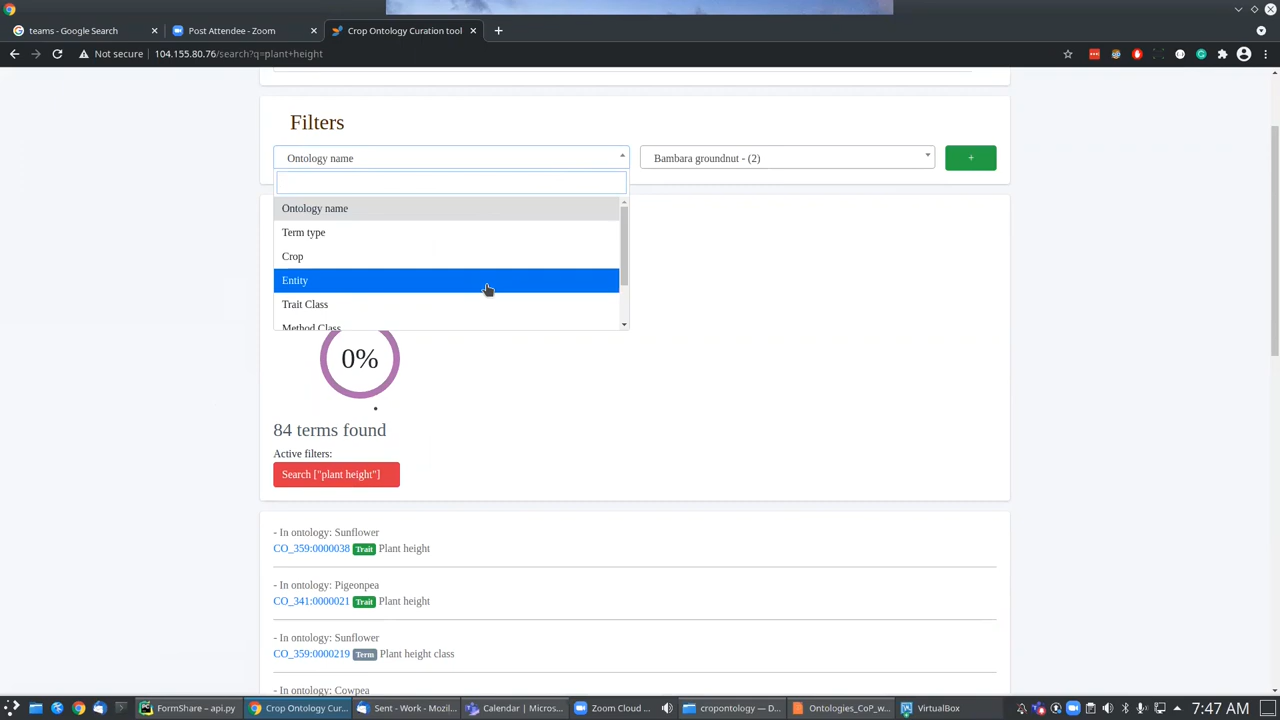 teams - Google Search
Post Attendee - Zoom
Crop Ontology Curation tool
Not secure
104.155.80.76/search?q=plant+height
Filters
Ontology name
Bambara groundnut - (2)
+
Ontology name
Term type
Crop
Entity
Trait Class
Method Class
0%
84 terms found
Active filters:
Search ["plant height"]
- In ontology: Sunflower
CO_359:0000038 Trait Plant height
- In ontology: Pigeonpea
CO_341:0000021 Trait Plant height
- In ontology: Sunflower
CO_359:0000219 Term Plant height class
- In ontology: Cowpea
FormShare – api.py
Crop Ontology Cur...
Sent - Work - Mozil...
Calendar | Micros...
Zoom Cloud ...
cropontology — D...
Ontologies_CoP_w...
VirtualBox
7:47 AM